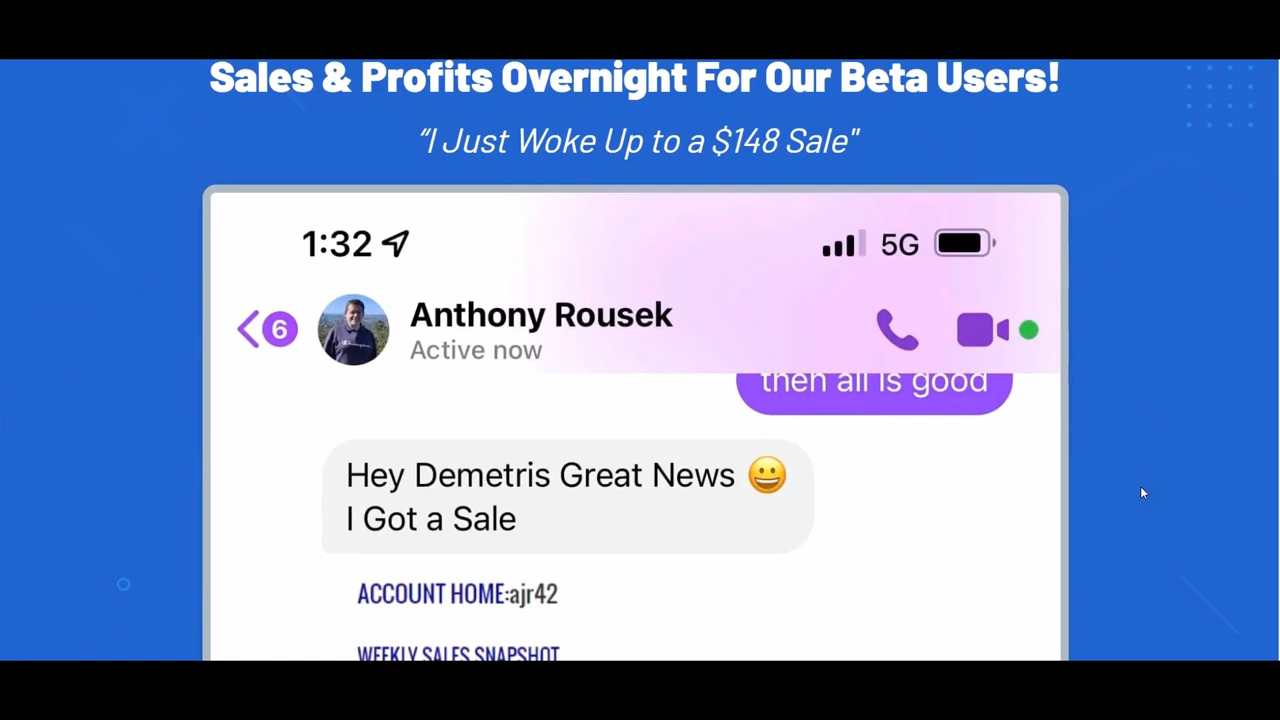 Sales & Profits Overnight For Our Beta Users!
“I Just Woke Up to a $148 Sale"
1:32
5G
6
Anthony Rousek
Active now
then all is good
Hey Demetris Great News 😀
I Got a Sale
ACCOUNT HOME:ajr42
WEEKLY SALES SNAPSHOT